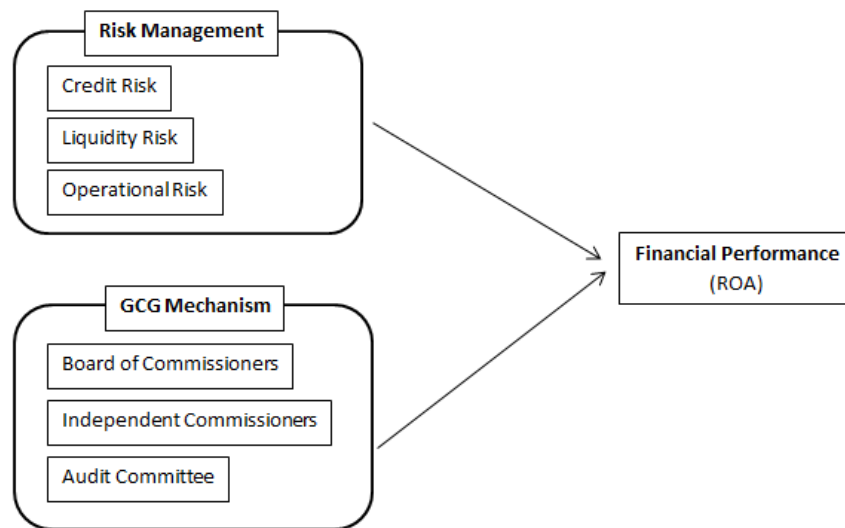 Risk Management
Credit Risk
Liquidity Risk
Operational Risk
Financial Performance
(ROA)
GCG Mechanism
Board of Commissioners
Independent Commissioners
Audit Committee